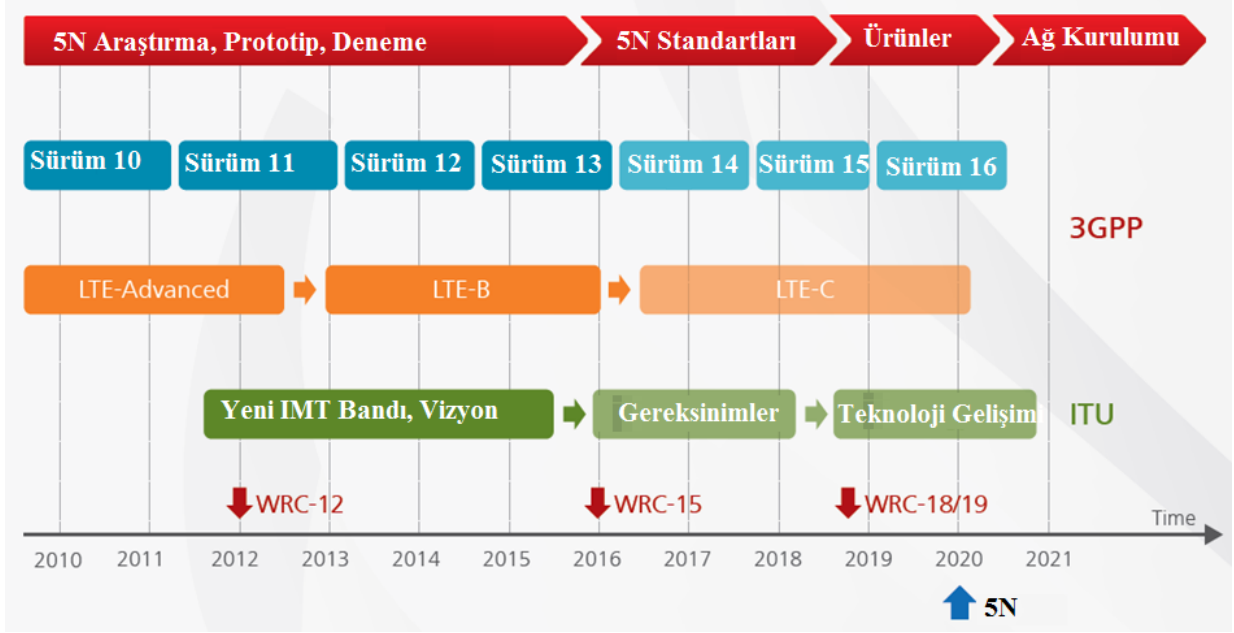 5N Araştırma, Prototip, Deneme
5N Standartları
Ürünler
Ağ Kurulumu
Sürüm 10
Sürüm 11
Sürüm 12
Sürüm 13
Sürüm 14
Sürüm 15
Sürüm 16
3GPP
LTE-Advanced
LTE-B
LTE-C
Yeni IMT Bandı, Vizyon
Gereksinimler
Teknoloji Gelişimi
ITU
WRC-12
WRC-15
WRC-18/19
Time
2010
2011
2012
2013
2014
2015
2016
2017
2018
2019
2020
2021
5N